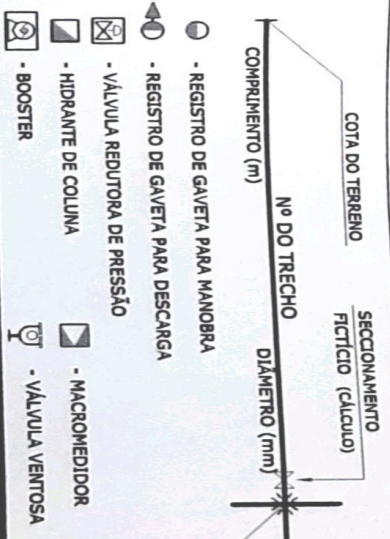 COTA DO TERRENO
SECCIONAMENTO
FICTÍCIO (CÁLCULO)
Nº DO TRECHO
COMPRIMENTO (m)
DIÂMETRO (mm)
- REGISTRO DE GAVETA PARA MANOBRA
- REGISTRO DE GAVETA PARA DESCARGA
- VÁLVULA REDUTORA DE PRESSÃO
- HIDRANTE DE COLUNA
- MACROMEDIDOR
- BOOSTER
- VÁLVULA VENTOSA